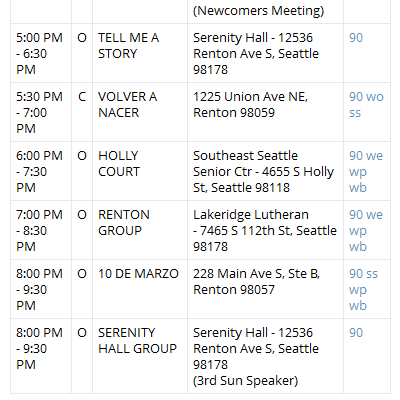 (Newcomers Meeting)
5:00 PM O TELL ME A Serenity Hall - 12536 90
- 6:30 STORY Renton Ave S, Seattle
PM 98178
5:30 PM C VOLVER A 1225 Union Ave NE, 90 wo
- 7:00 NACER Renton 98059 ss
PM
6:00 PM O HOLLY Southeast Seattle 90 we
- 7:30 COURT Senior Ctr - 4655 S Holly wp
PM St, Seattle 98118 wb
7:00 PM O RENTON Lakeridge Lutheran 90 we
- 8:30 GROUP - 7465 S 112th St, Seattle wp
PM 98178 wb
8:00 PM O 10 DE MARZO 228 Main Ave S, Ste B, 90 ss
- 9:30 Renton 98057 wp
PM wb
8:00 PM O SERENITY Serenity Hall - 12536 90
- 9:30 HALL GROUP Renton Ave S, Seattle
PM 98178
(3rd Sun Speaker)